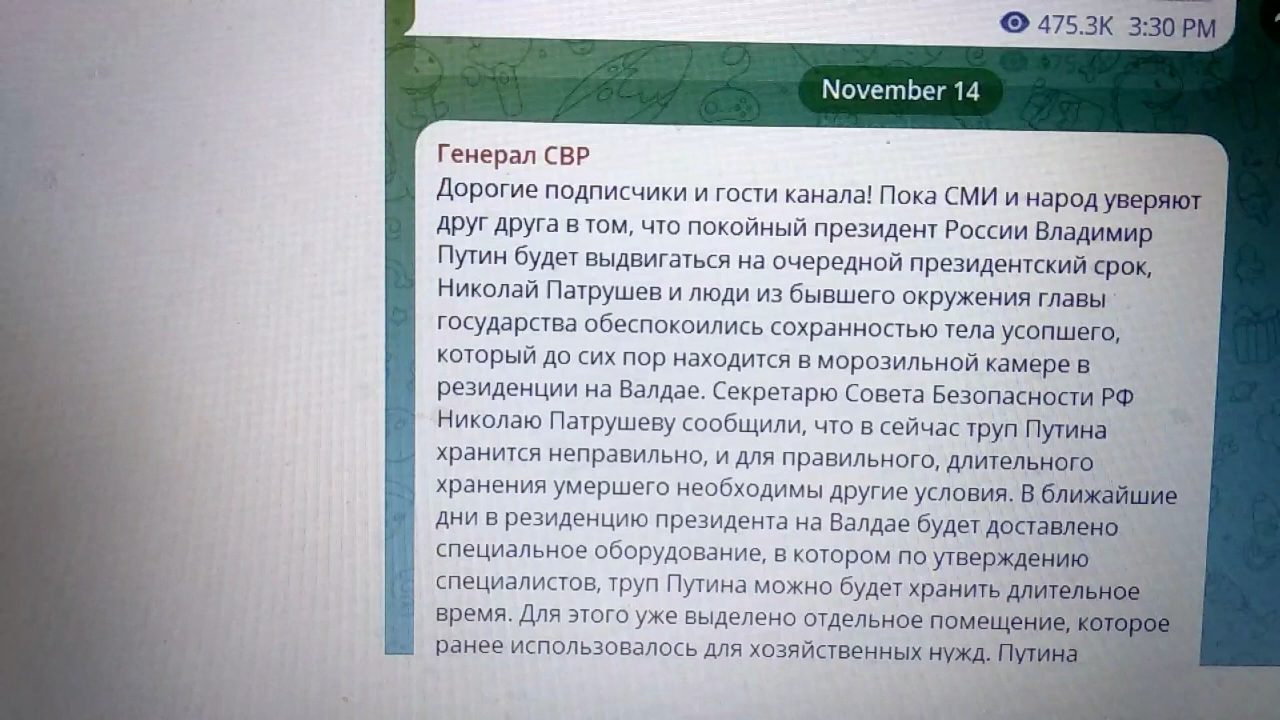 475.3K 3:30 PM
November 14
Генерал СВР
Дорогие подписчики и гости канала! Пока СМИ и народ уверяют
друг друга в том, что покойный президент России Владимир
Путин будет выдвигаться на очередной президентский срок,
Николай Патрушев и люди из бывшего окружения главы
государства обеспокоились сохранностью тела усопшего,
который до сих пор находится в морозильной камере в
резиденции на Валдае. Секретарю Совета Безопасности РФ
Николаю Патрушеву сообщили, что в сейчас труп Путина
хранится неправильно, и для правильного, длительного
хранения умершего необходимы другие условия. В ближайшие
дни в резиденцию президента на Валдае будет доставлено
специальное оборудование, в котором по утверждению
специалистов, труп Путина можно будет хранить длительное
время. Для этого уже выделено отдельное помещение, которое
ранее использовалось для хозяйственных нужд. Путина